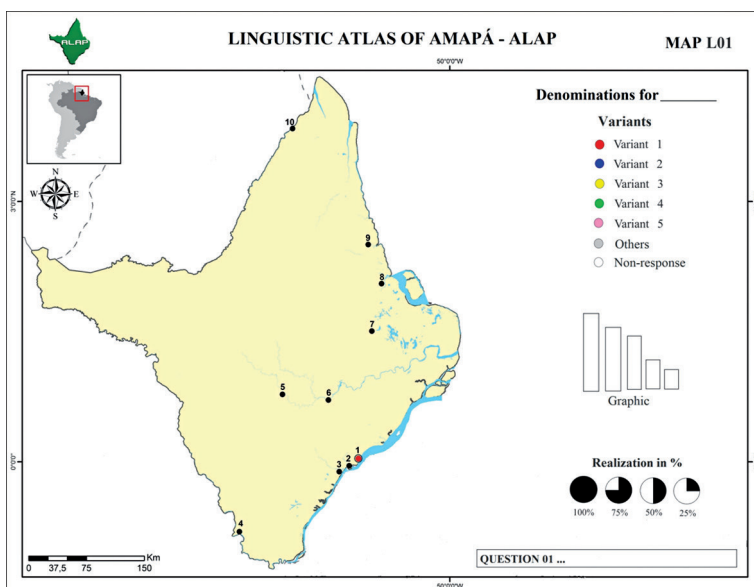 ALAP
LINGUISTIC ATLAS OF AMAPÁ - ALAP
MAP L01
50°0'0"W
Denominations for
Variants
Variant 1
Variant 2
Variant 3
Variant 4
Variant 5
Others
Non-response
N
W E
S
3°0'0"N
0°0'0"
10
9
8
7
5
6
1
2
3
4
Graphic
Realization in %
100% 75% 50% 25%
Km
0 37,5 75 150
QUESTION 01 ...
50°0'0"W